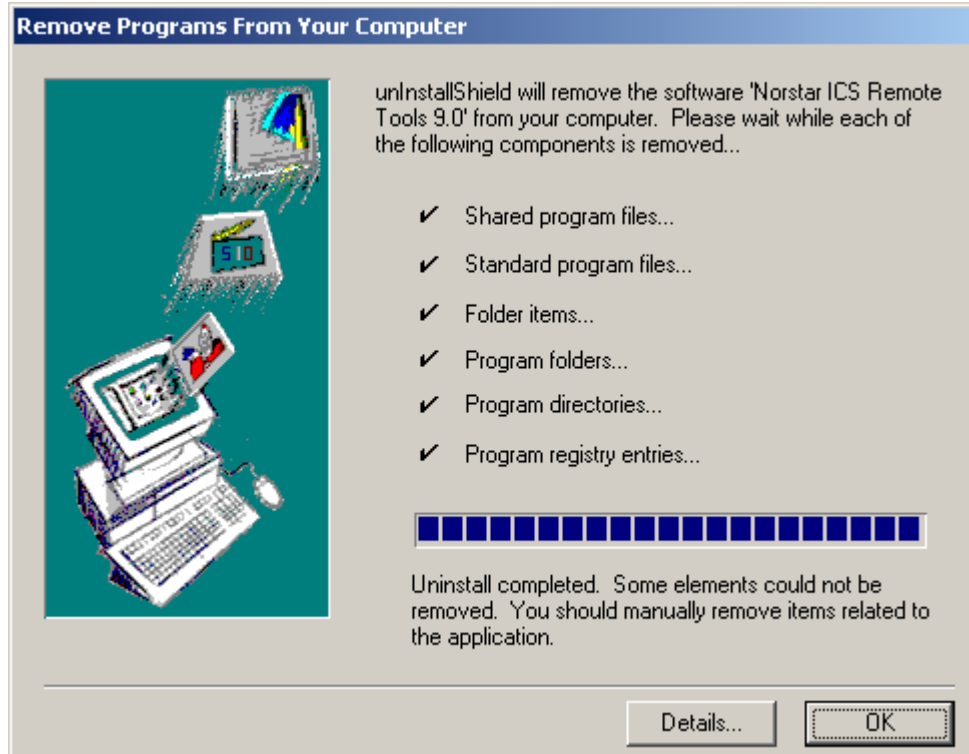 Remove Programs From Your Computer
unInstallShield will remove the software 'Norstar ICS Remote
Tools 9.0' from your computer.  Please wait while each of
the following components is removed...
✔ Shared program files...
✔ Standard program files...
✔ Folder items...
✔ Program folders...
✔ Program directories...
✔ Program registry entries...
Uninstall completed.  Some elements could not be
removed.  You should manually remove items related to
the application.
Details...
OK